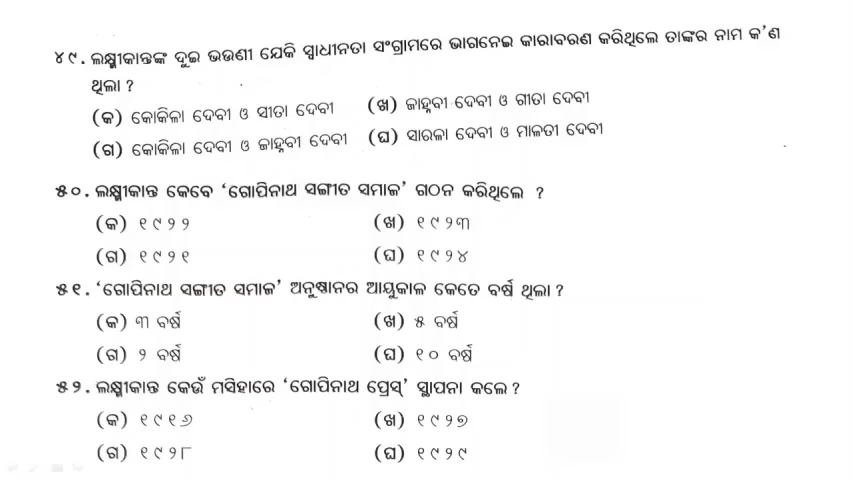 ୪୯. ଲକ୍ଷ୍ମୀକାନ୍ତଙ୍କ ଦୁଇ ଭଉଣୀ ଯେକି ସ୍ୱାଧୀନତା ସଂଗ୍ରାମରେ ଭାଗନେଇ କାରାବରଣ କରିଥିଲେ ତାଙ୍କର ନାମ କ'ଣ
ଥିଲା ?
(କ) କୋକିଳା ଦେବୀ ଓ ସୀତା ଦେବୀ (ଖ) ଜାହ୍ନବୀ ଦେବୀ ଓ ଗୀତା ଦେବୀ
(ଗ) କୋକିଳା ଦେବୀ ଓ ଜାହ୍ନବୀ ଦେବୀ (ଘ) ସାରଳା ଦେବୀ ଓ ମାଳତୀ ଦେବୀ
୫୦. ଲକ୍ଷ୍ମୀକାନ୍ତ କେବେ ‘ଗୋପିନାଥ ସଙ୍ଗୀତ ସମାଜ’ ଗଠନ କରିଥିଲେ ?
(କ) ୧୯୨୨ (ଖ) ୧୯୨୩
(ଗ) ୧୯୨୧ (ଘ) ୧୯୨୪
୫୧. ‘ଗୋପିନାଥ ସଙ୍ଗୀତ ସମାଜ’ ଅନୁଷ୍ଠାନର ଆୟୁକାଳ କେତେ ବର୍ଷ ଥିଲା ?
(କ) ୩ ବର୍ଷ (ଖ) ୫ ବର୍ଷ
(ଗ) ୨ ବର୍ଷ (ଘ) ୧୦ ବର୍ଷ
୫୨. ଲକ୍ଷ୍ମୀକାନ୍ତ କେଉଁ ମସିହାରେ ‘ଗୋପିନାଥ ପ୍ରେସ୍’ ସ୍ଥାପନା କଲେ ?
(କ) ୧୯୧୬ (ଖ) ୧୯୨୭
(ଗ) ୧୯୨୮ (ଘ) ୧୯୨୯